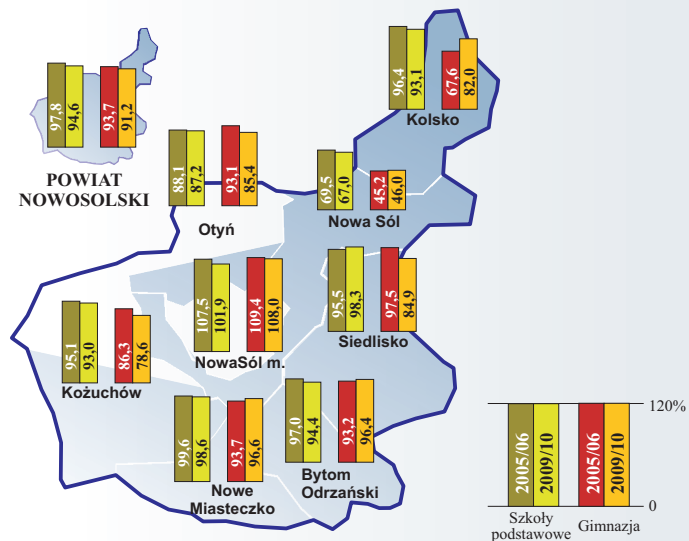 97,8
94,6
93,7
91,2
POWIAT
NOWOSOLSKI
96,4
93,1
67,6
82,0
Kolsko
88,1
87,2
93,1
85,4
Otyń
69,5
67,0
45,2
46,0
Nowa Sól
107,5
101,9
109,4
108,0
NowaSól m.
95,5
98,3
97,5
84,9
Siedlisko
95,1
93,0
86,3
78,6
Kożuchów
99,6
98,6
93,7
96,6
Nowe
Miasteczko
97,0
94,4
93,2
96,4
Bytom
Odrzański
2005/06
2009/10
2005/06
2009/10
120%
0
Szkoły
podstawowe
Gimnazja